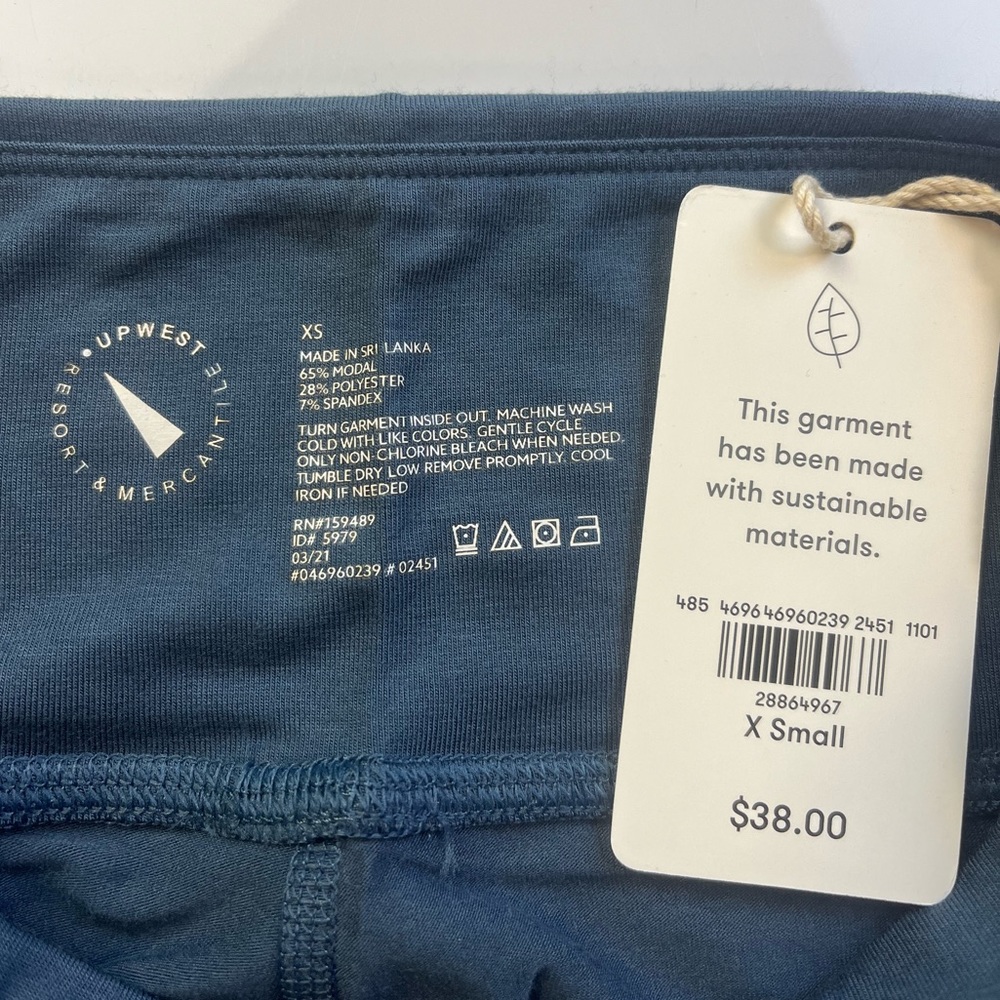 UPWEST
RESORT & MERCANTILE
XS
MADE IN SRI LANKA
65% MODAL
28% POLYESTER
7% SPANDEX
TURN GARMENT INSIDE OUT. MACHINE WASH
COLD WITH LIKE COLORS. GENTLE CYCLE
ONLY NON-CHLORINE BLEACH WHEN NEEDED.
TUMBLE DRY LOW REMOVE PROMPTLY. COOL
IRON IF NEEDED
RN#159489
ID# 5979
03/21
#046960239 # 02451
This garment
has been made
with sustainable
materials.
485 469646960239 2451 1101
28864967
X Small
$38.00